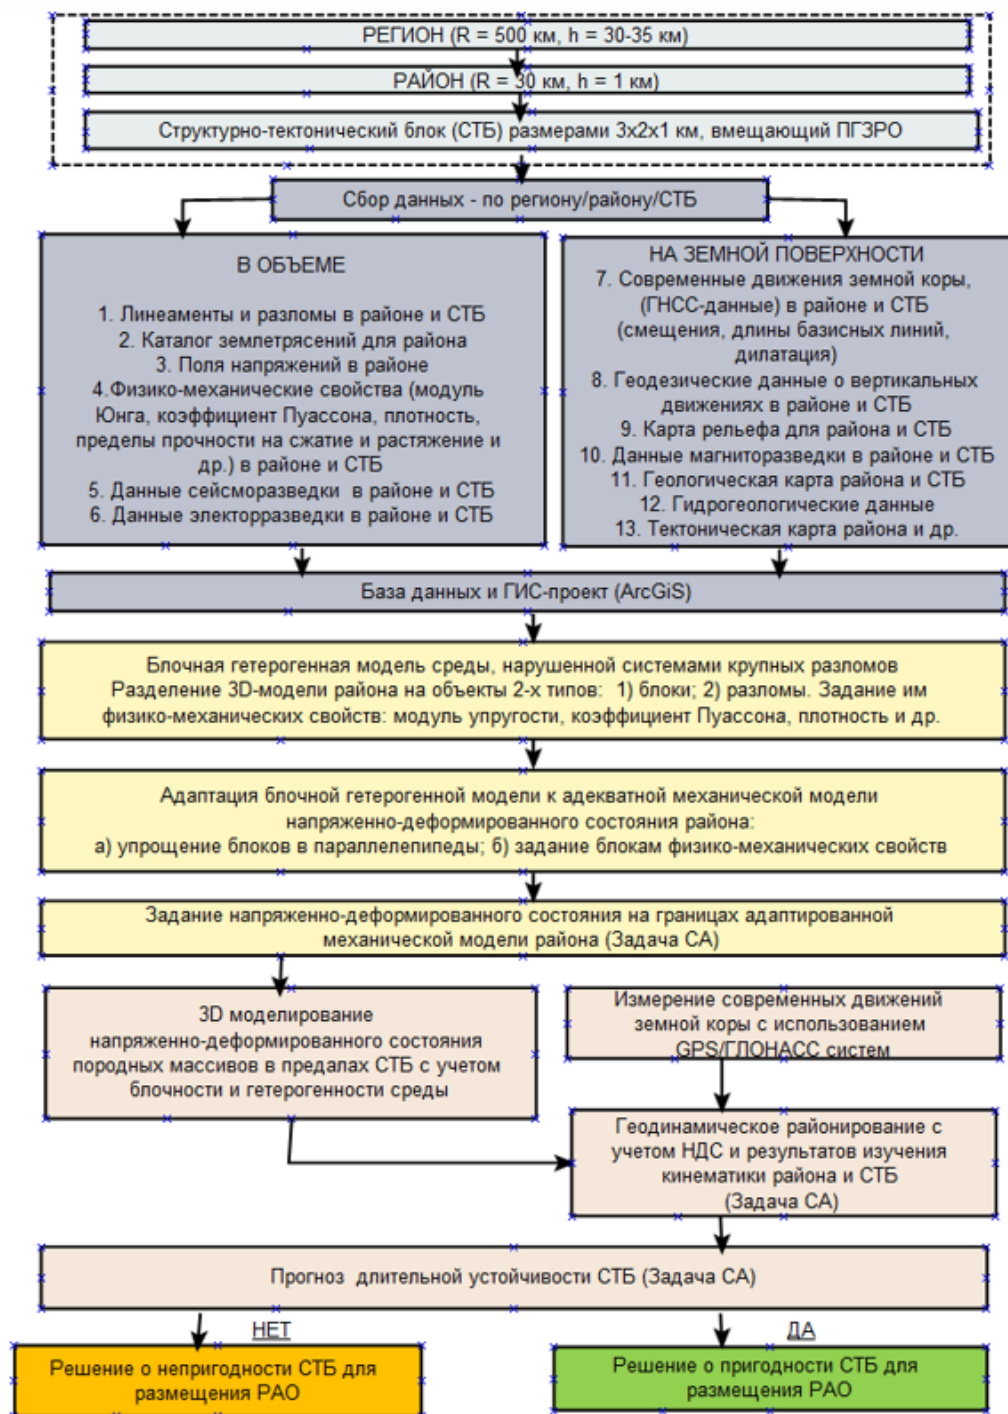 РЕГИОН (R = 500 км, h = 30-35 км)
РАЙОН (R = 30 км, h = 1 км)
Структурно-тектонический блок (СТБ) размерами 3х2х1 км, вмещающий ПГЗРО
Сбор данных - по региону/району/СТБ
В ОБЪЕМЕ
1. Линеаменты и разломы в районе и СТБ
2. Каталог землетрясений для района
3. Поля напряжений в районе
4.Физико-механические свойства (модуль
Юнга, коэффициент Пуассона, плотность,
пределы прочности на сжатие и растяжение и
др.) в районе и СТБ
5. Данные сейсморазведки в районе и СТБ
6. Данные электорразведки в районе и СТБ
НА ЗЕМНОЙ ПОВЕРХНОСТИ
7. Современные движения земной коры,
(ГНСС-данные) в районе и СТБ
(смещения, длины базисных линий,
дилатация)
8. Геодезические данные о вертикальных
движениях в районе и СТБ
9. Карта рельефа для района и СТБ
10. Данные магниторазведки в районе и СТБ
11. Геологическая карта района и СТБ
12. Гидрогеологические данные
13. Тектоническая карта района и др.
База данных и ГИС-проект (ArcGiS)
Блочная гетерогенная модель среды, нарушенной системами крупных разломов
Разделение 3D-модели района на объекты 2-х типов: 1) блоки; 2) разломы. Задание им
физико-механических свойств: модуль упругости, коэффициент Пуассона, плотность и др.
Адаптация блочной гетерогенной модели к адекватной механической модели
напряженно-деформированного состояния района:
а) упрощение блоков в параллелепипеды; б) задание блокам физико-механических свойств
Задание напряженно-деформированного состояния на границах адаптированной
механической модели района (Задача СА)
3D моделирование
напряженно-деформированного состояния
породных массивов в предалах СТБ с учетом
блочности и гетерогенности среды
Измерение современных движений
земной коры с использованием
GPS/ГЛОНАСС систем
Геодинамическое районирование с
учетом НДС и результатов изучения
кинематики района и СТБ
(Задача СА)
Прогноз длительной устойчивости СТБ (Задача СА)
НЕТ
ДА
Решение о непригодности СТБ для
размещения РАО
Решение о пригодности СТБ для
размещения РАО